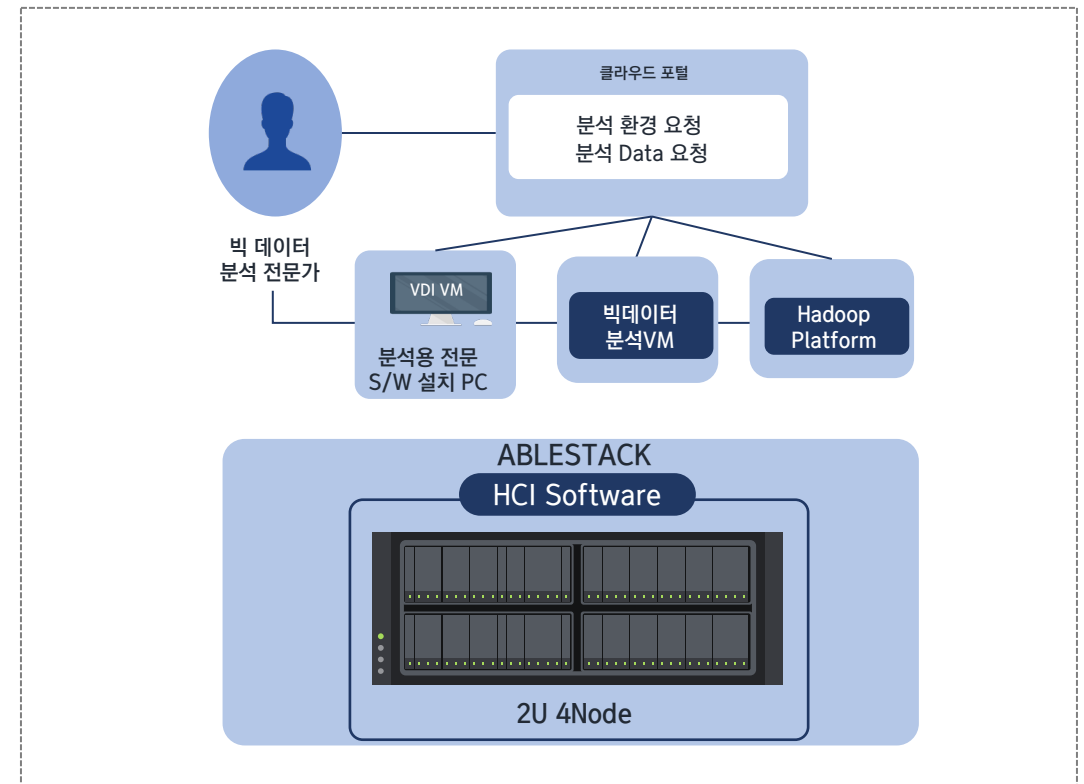 클라우드 포털
분석 환경 요청
분석 Data 요청
빅 데이터
분석 전문가
VDI VM
분석용 전문
S/W 설치 PC
빅데이터
분석VM
Hadoop
Platform
ABLESTACK
HCI Software
2U 4Node